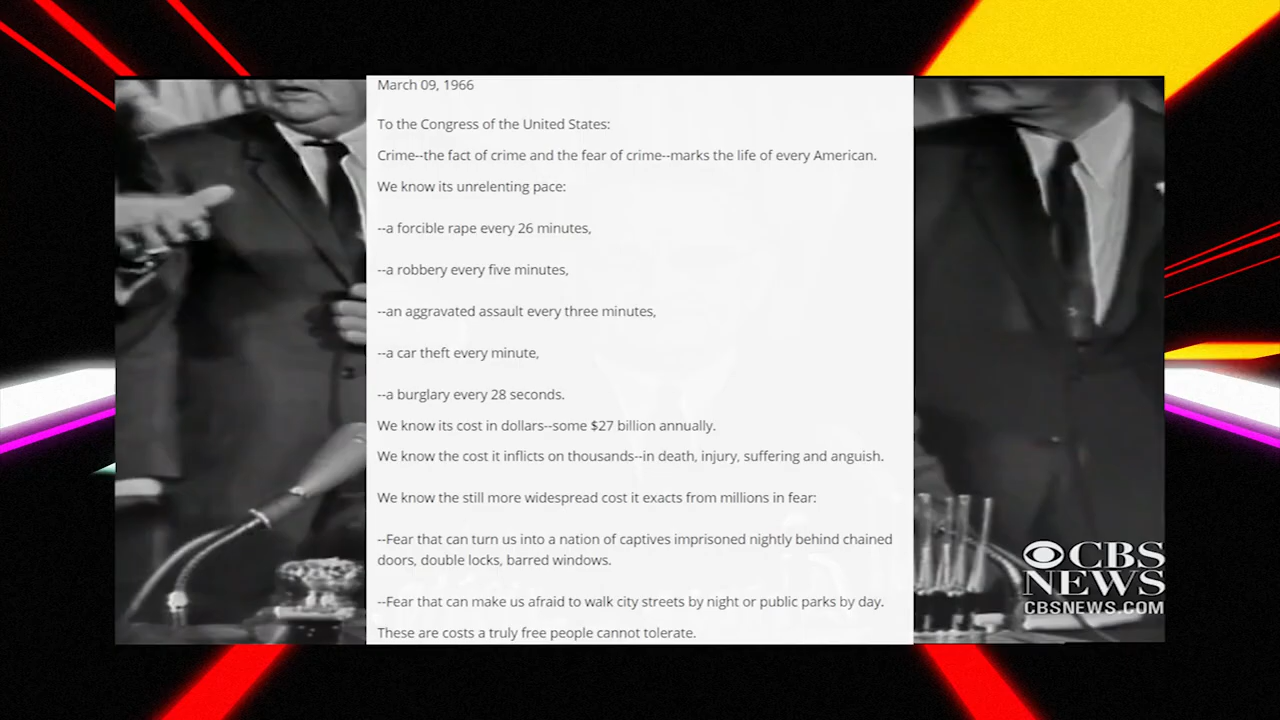 March 09, 1966
To the Congress of the United States:
Crime--the fact of crime and the fear of crime--marks the life of every American.
We know its unrelenting pace:
--a forcible rape every 26 minutes,
--a robbery every five minutes,
--an aggravated assault every three minutes,
--a car theft every minute,
--a burglary every 28 seconds.
We know its cost in dollars--some $27 billion annually.
We know the cost it inflicts on thousands--in death, injury, suffering and anguish.
We know the still more widespread cost it exacts from millions in fear:
--Fear that can turn us into a nation of captives imprisoned nightly behind chained
doors, double locks, barred windows.
--Fear that can make us afraid to walk city streets by night or public parks by day.
These are costs a truly free people cannot tolerate.
CBS
NEWS
CBSNEWS.COM